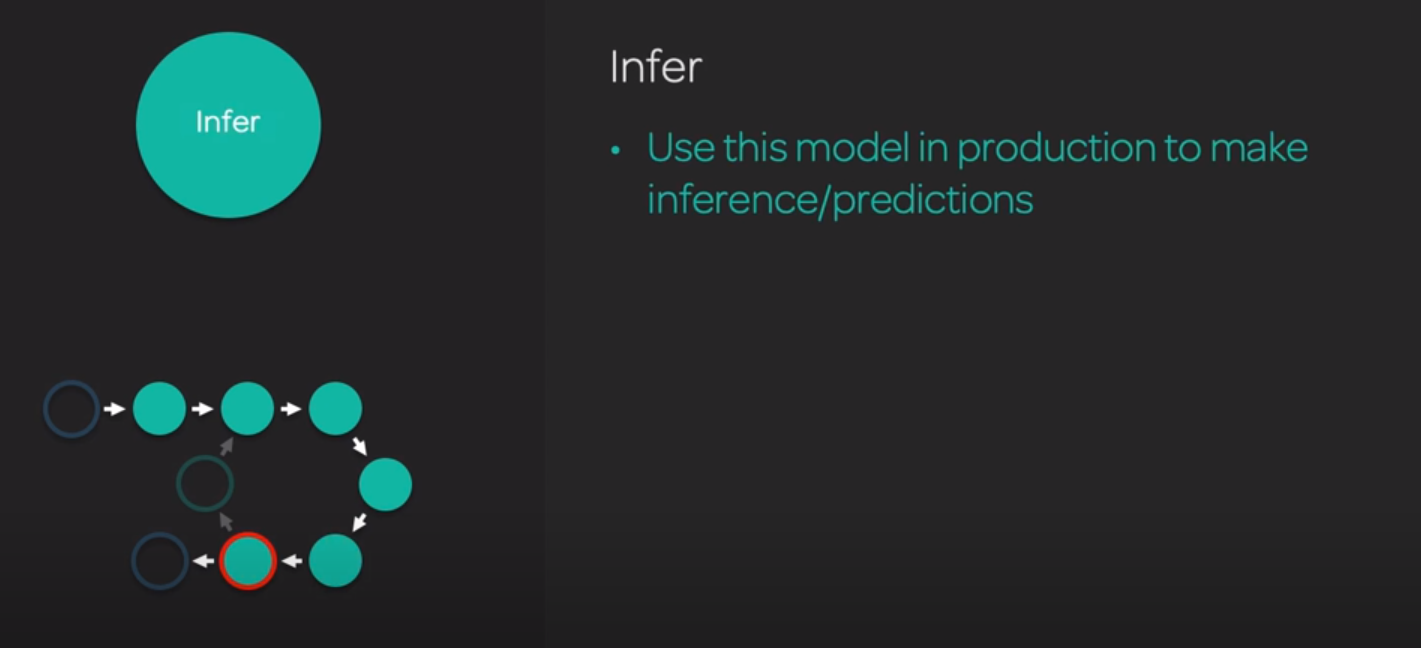 Infer
Infer
• Use this model in production to make
inference/predictions